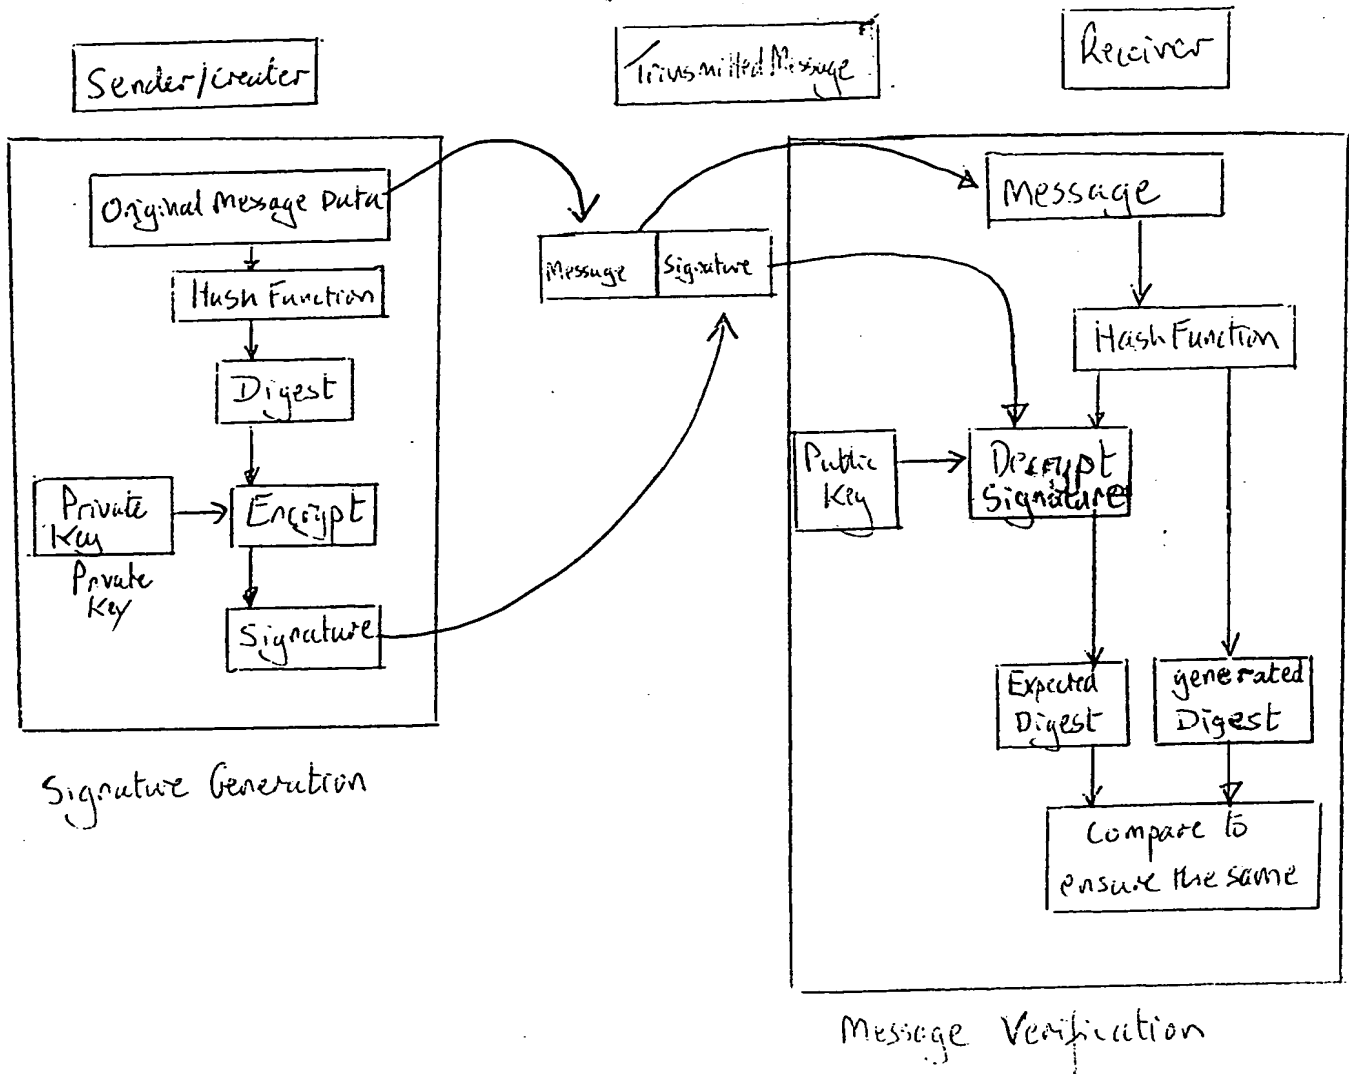 Sender/Creater
Transmitted Message
Receiver
Original Message Data
Hash Function
Digest
Private
Key
Private
Key
Encrypt
Signature
Signature Generation
Message
Signature
Message
Hash Function
Public
Key
Decrypt
Signature
Expected
Digest
generated
Digest
Compare to
ensure the same
Message Verification